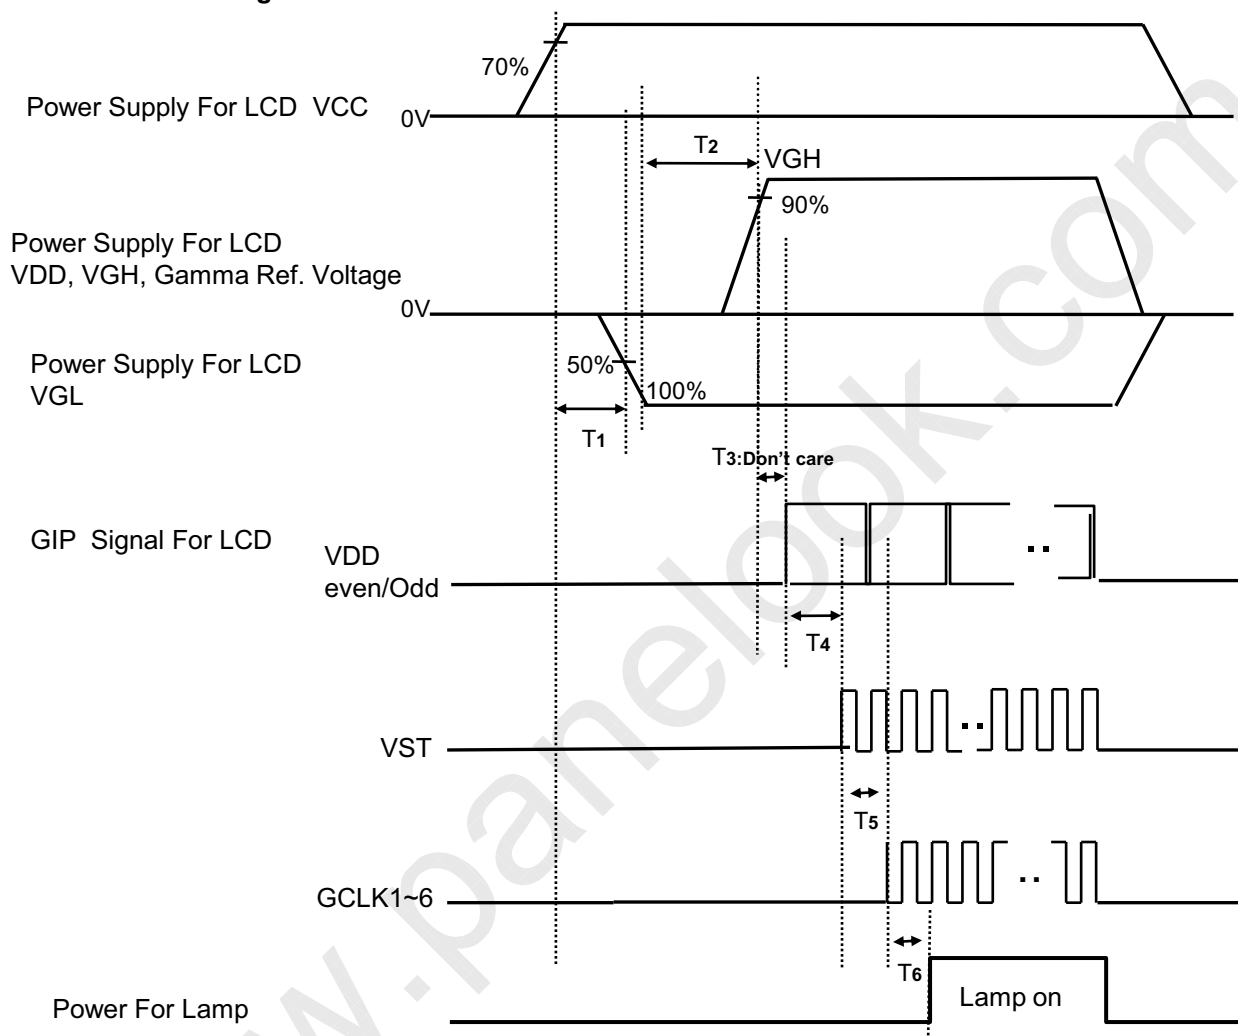 g
70%
Power Supply For LCD VCC
0V
T2
VGH
90%
Power Supply For LCD
VDD, VGH, Gamma Ref. Voltage
0V
Power Supply For LCD
VGL
50%
100%
T1
T3:Don't care
GIP Signal For LCD
VDD
even/Odd
T4
VST
T5
GCLK1~6
T6
Power For Lamp
Lamp on
w.panelook.com